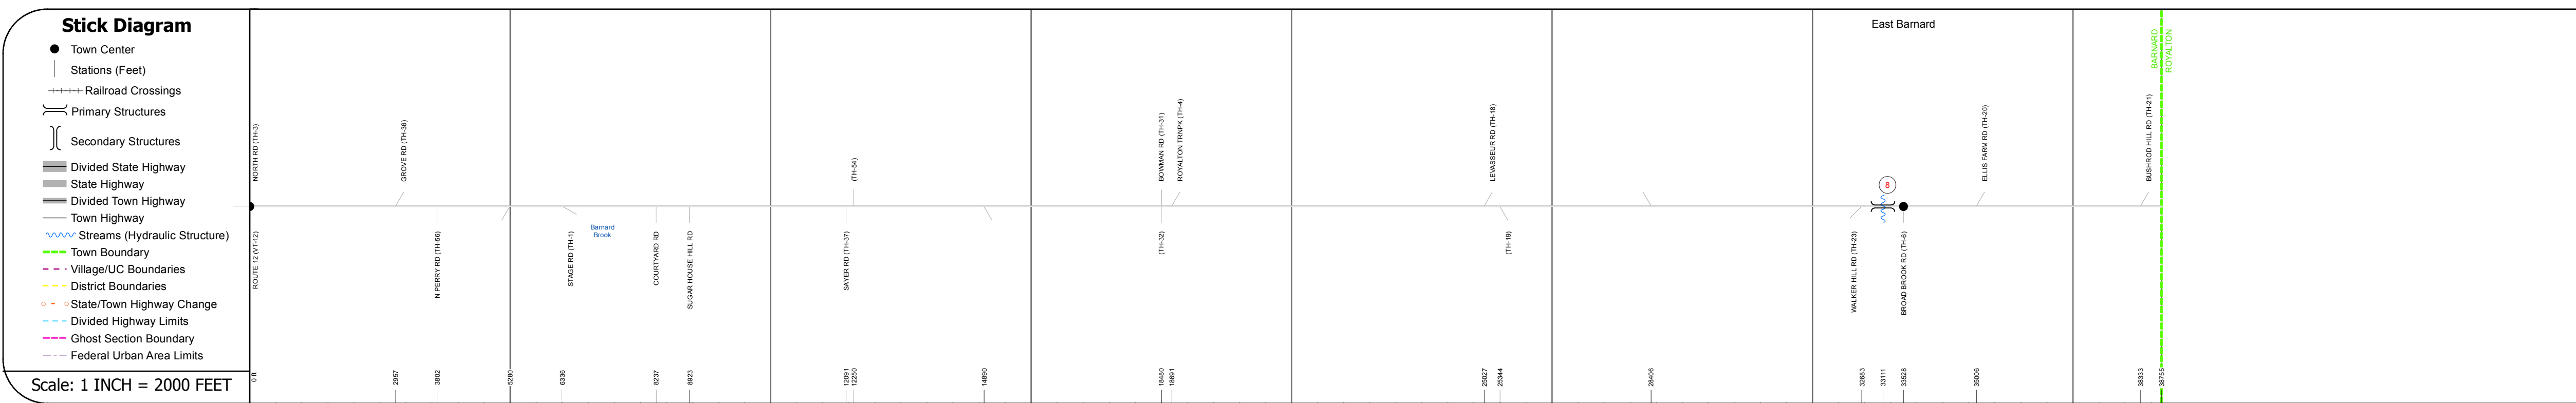 Stick Diagram
Town Center
Stations (Feet)
Railroad Crossings
Primary Structures
Secondary Structures
Divided State Highway
State Highway
Divided Town Highway
Town Highway
Streams (Hydraulic Structure)
Town Boundary
Village/UC Boundaries
District Boundaries
State/Town Highway Change
Divided Highway Limits
Ghost Section Boundary
Federal Urban Area Limits
Scale: 1 INCH = 2000 FEET
East Barnard
BARNARD
ROYALTON
NORTH RD (TH-3)
GROVE RD (TH-36)
(TH-54)
BOWMAN RD (TH-31)
ROYALTON TRNPK (TH-4)
LEVASSEUR RD (TH-18)
8
ELLIS FARM RD (TH-20)
BUSHROD HILL RD (TH-21)
ROUTE 12 (VT-12)
N PERRY RD (TH-56)
STAGE RD (TH-1)
Barnard
Brook
COURTYARD RD
SUGAR HOUSE HILL RD
SAYER RD (TH-37)
(TH-32)
(TH-19)
WALKER HILL RD (TH-23)
BROAD BROOK RD (TH-6)
0 ft
2957
3802
5280
6336
8237
8923
12091
12250
14890
18480
18691
25027
25344
28406
32683
33111
33528
35006
38333
38755